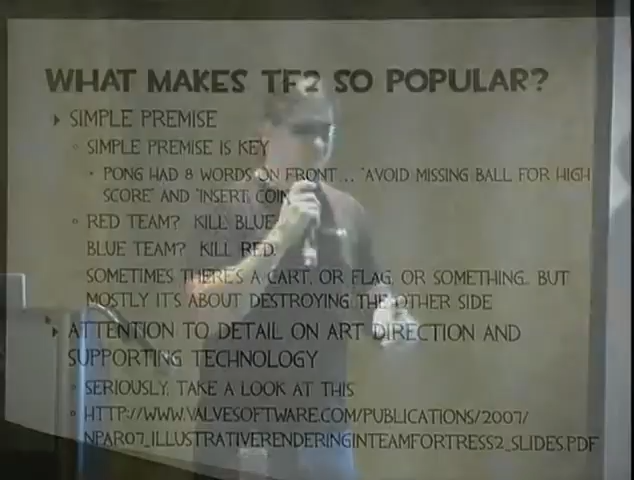 WHAT MAKES TF2 SO POPULAR?
SIMPLE PREMISE
SIMPLE PREMISE IS KEY
PONG HAD 8 WORDS ON FRONT ... "AVOID MISSING BALL FOR HIGH
SCORE" AND "INSERT COIN
RED TEAM? KILL BLUE.
BLUE TEAM? KILL RED.
SOMETIMES THERE'S A CART, OR FLAG, OR SOMETHING.. BUT
MOSTLY IT'S ABOUT DESTROYING THE OTHER SIDE
ATTENTION TO DETAIL ON ART DIRECTION AND
SUPPORTING TECHNOLOGY
SERIOUSLY, TAKE A LOOK AT THIS
HTTP://WWW.VALVESOFTWARE.COM/PUBLICATIONS/2007/
NPAR07_ILLUSTRATIVERENDERINGINTEAMFORTRESS2_SLIDES.PDF